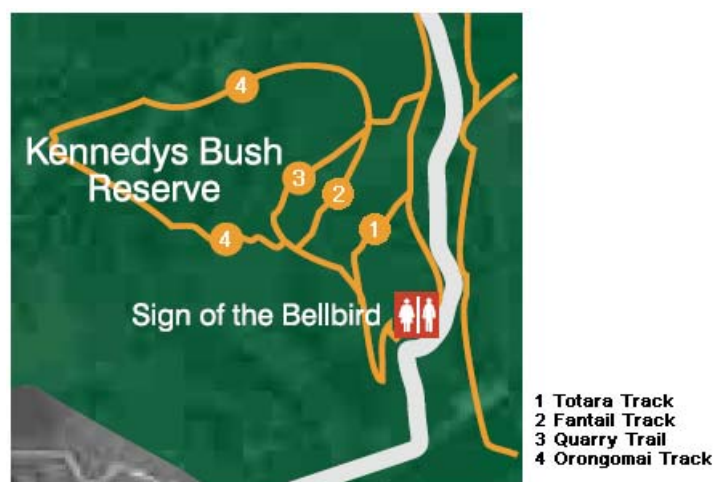 4
Kennedys Bush
Reserve
3
2
1
4
Sign of the Bellbird
1 Totara Track
2 Fantail Track
3 Quarry Trail
4 Orongomai Track